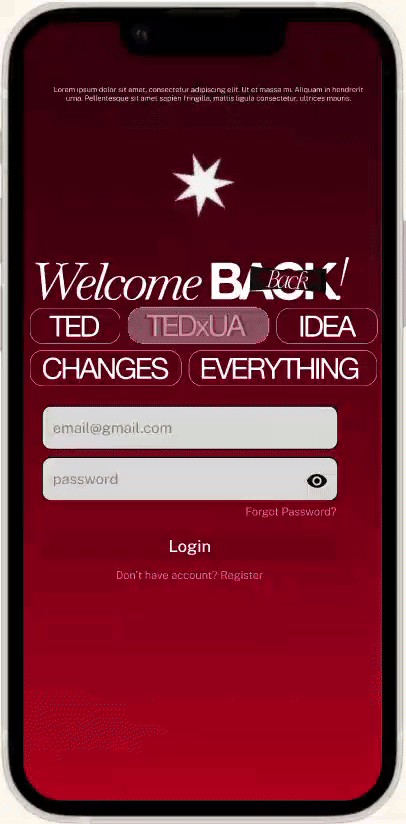 Lorem ipsum dolor sit amet, consectetur adipiscing elit. Ut et massa mi. Aliquam in hendrerit
urna. Pellentesque sit amet sapien fringilla, mattis ligula consectetur, ultrices mauris.
Welcome BACK!
Back
TED TEDxUA IDEA
CHANGES EVERYTHING
email@gmail.com
password
Forgot Password?
Login
Don't have account? Register